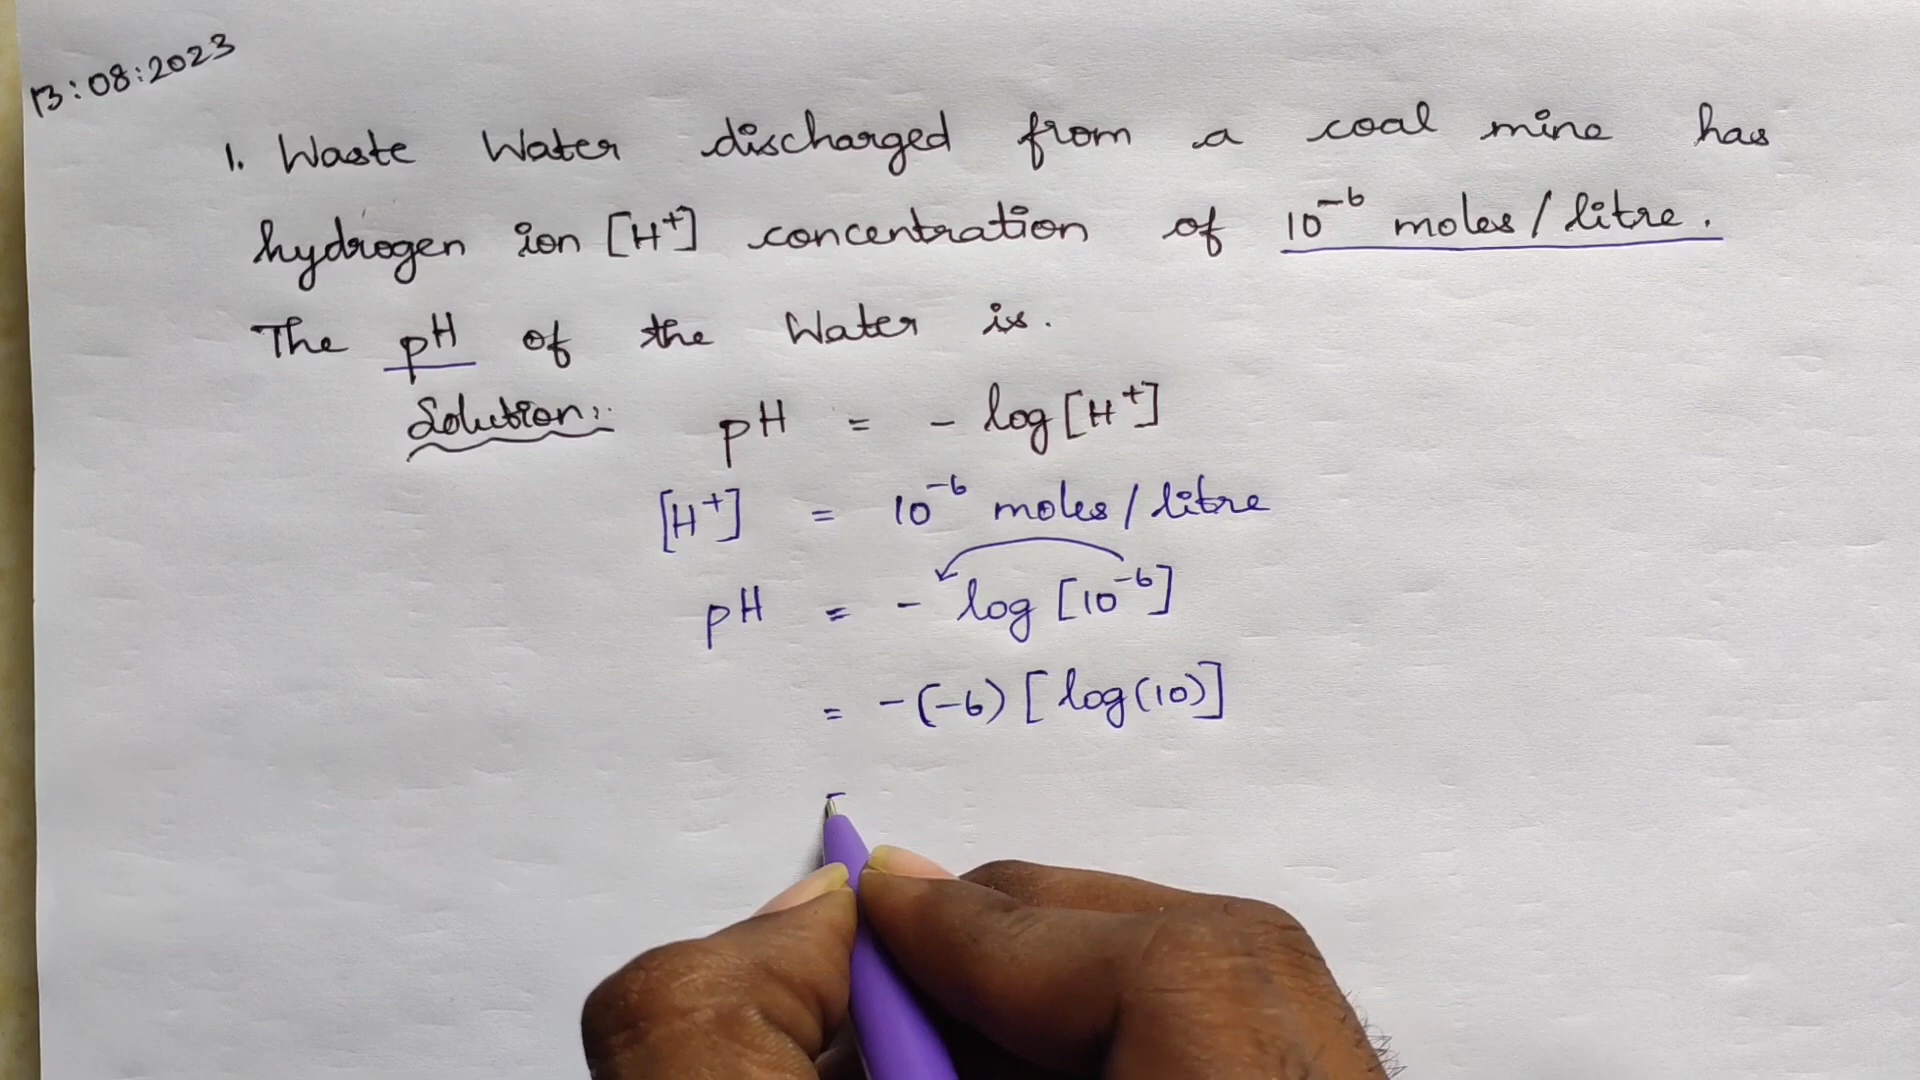 13:08:2023
1. Waste Water discharged from a coal mine has
hydrogen ion [H⁺] concentration of 10⁻⁶ moles/litre.
The pH of the Water is.
Solution:
pH = - log[H⁺]
[H⁺] = 10⁻⁶ moles/litre
pH = - log [10⁻⁶]
= -(-6) [log(10)]